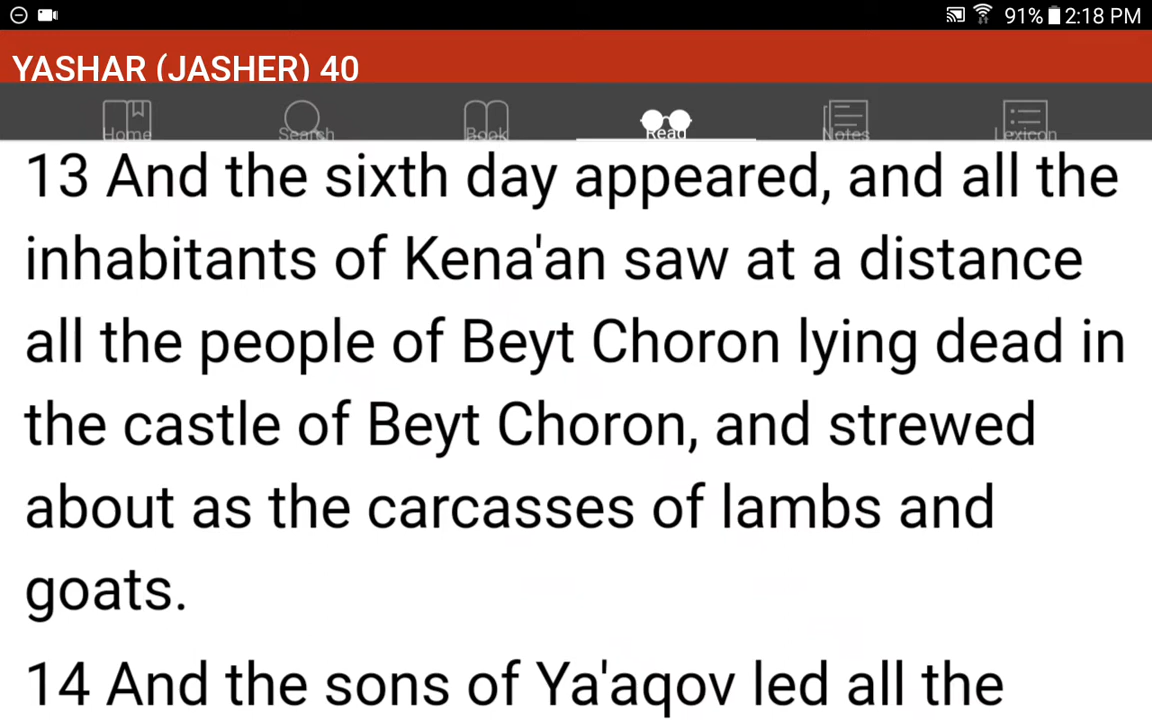 91% 2:18 PM
YASHAR (JASHER) 40
Home Search Book Read Notes Lexicon
13 And the sixth day appeared, and all the
inhabitants of Kena'an saw at a distance
all the people of Beyt Choron lying dead in
the castle of Beyt Choron, and strewed
about as the carcasses of lambs and
goats.
14 And the sons of Ya'aqov led all the